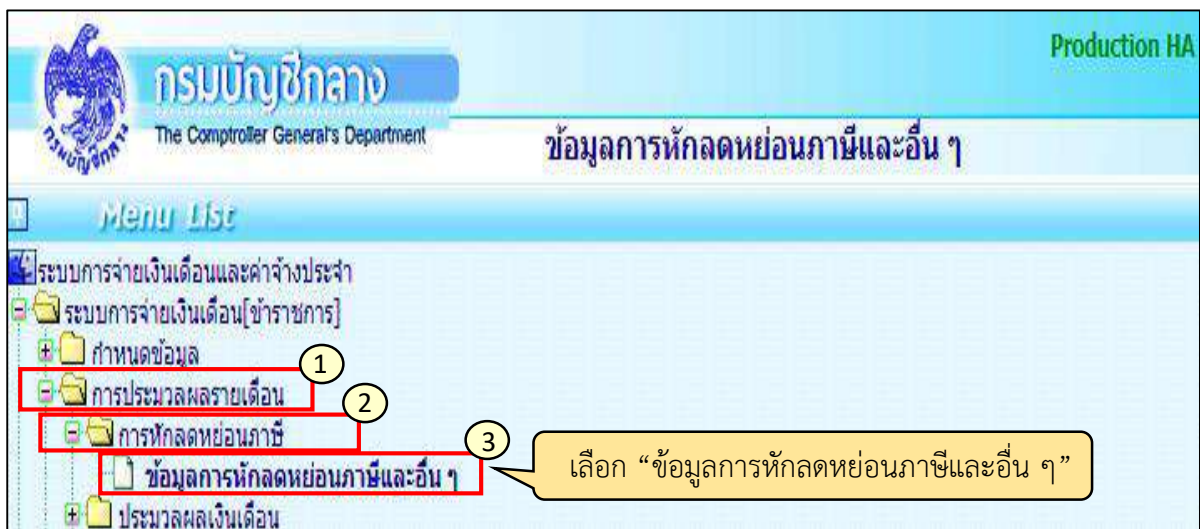 Production HA
กรมบัญชีกลาง
The Comptroller General's Department
กรมบัญชีกลาง
ข้อมูลการหักลดหย่อนภาษีและอื่น ๆ
Menu List
ระบบการจ่ายเงินเดือนและค่าจ้างประจำ
ระบบการจ่ายเงินเดือน[ข้าราชการ]
กำหนดข้อมูล
1
การประมวลผลรายเดือน
2
การหักลดหย่อนภาษี
3
ข้อมูลการหักลดหย่อนภาษีและอื่น ๆ
เลือก “ข้อมูลการหักลดหย่อนภาษีและอื่น ๆ”
ประมวลผลเงินเดือน